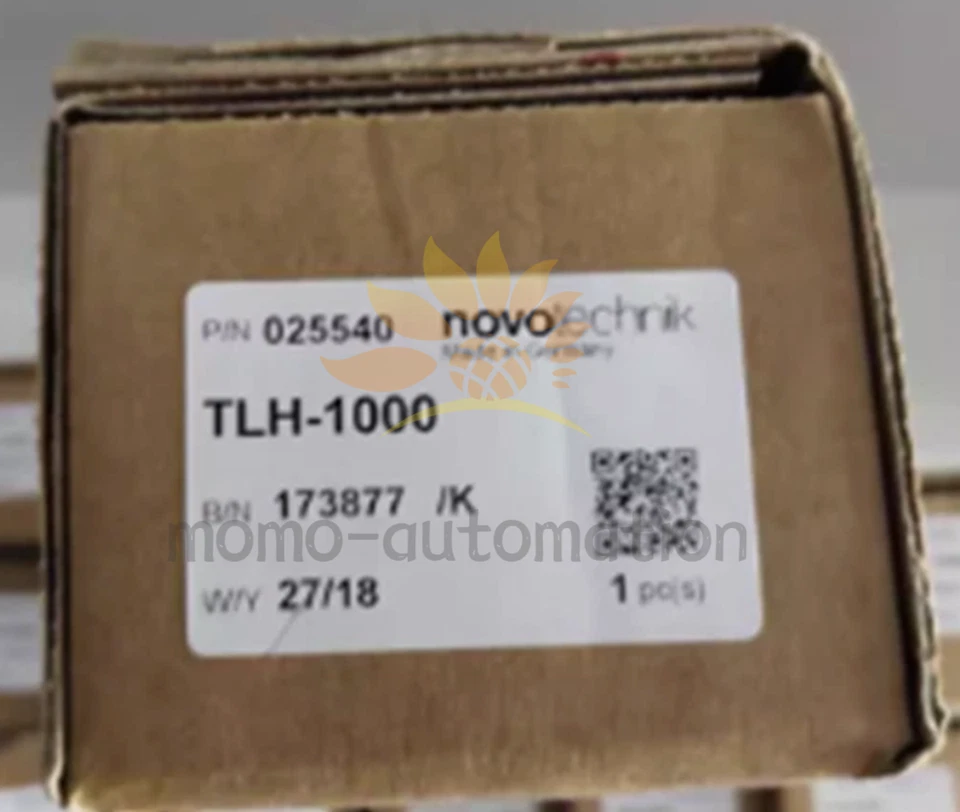 P/N 025540 novotechnik
Made in Germany
TLH-1000
B/N 173877 /K
momo-automation
W/Y 27/18 1 pc(s)